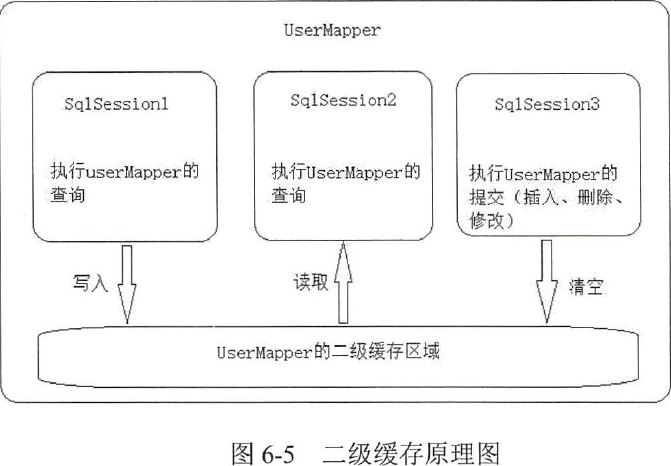 UserMapper
SqlSession1
执行userMapper的
查询
SqlSession2
执行UserMapper的
查询
SqlSession3
执行UserMapper的
提交（插入、删除、
修改）
写入
读取
清空
UserMapper的二级缓存区域
图 6-5 二级缓存原理图